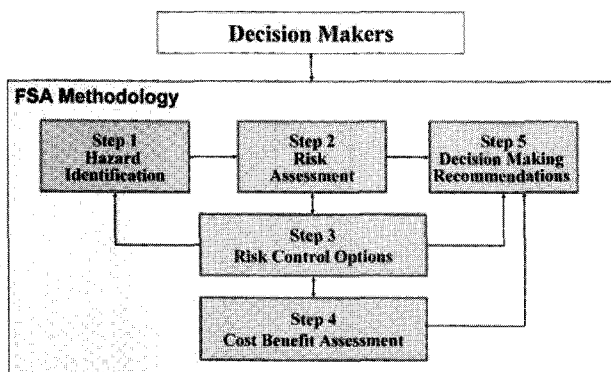 Decision Makers
FSA Methodology
Step 1
Hazard
Identification
Step 2
Risk
Assessment
Step 5
Decision Making
Recommendations
Step 3
Risk Control Options
Step 4
Cost Benefit Assessment